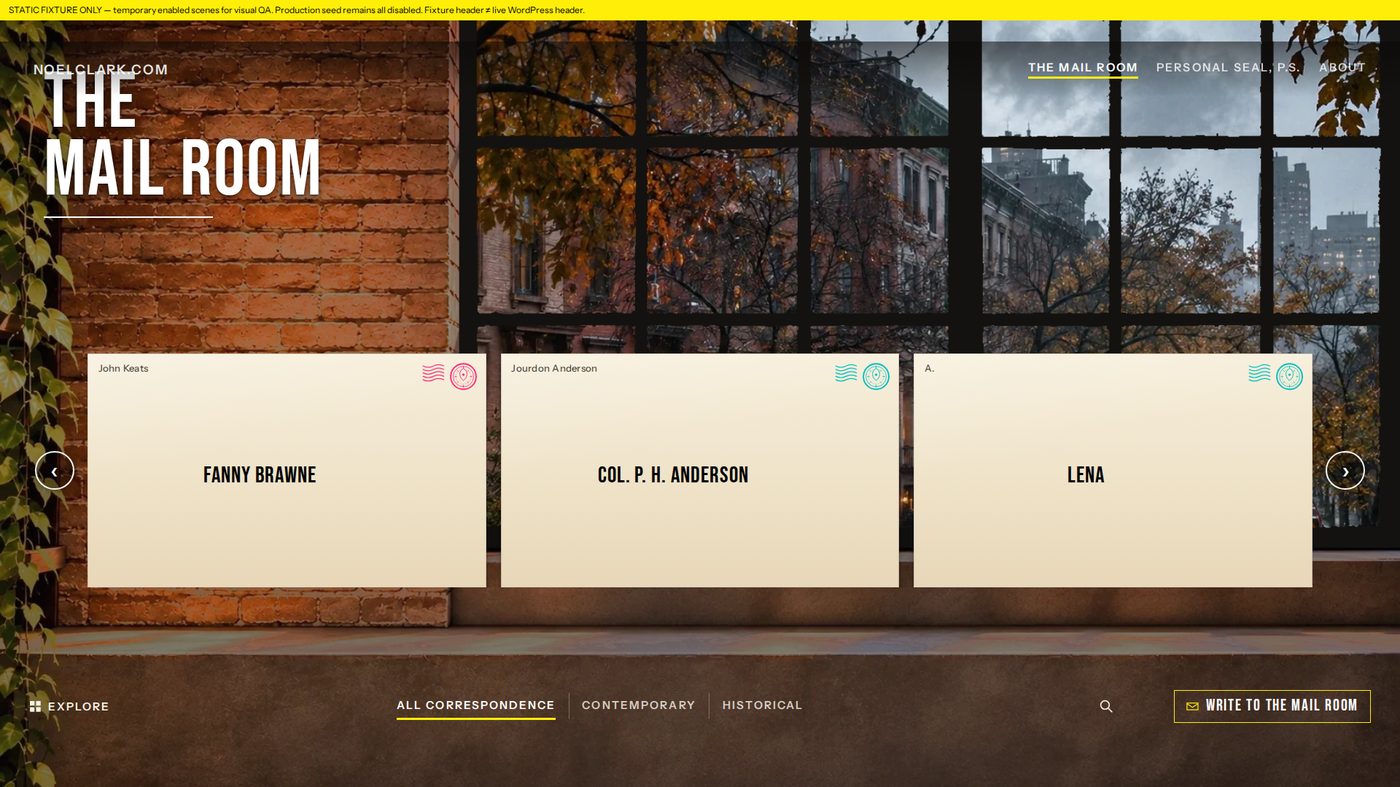 STATIC FIXTURE ONLY — temporary enabled scenes for visual QA. Production seed remains all disabled. Fixture header ≠ live WordPress header.
NOELCLARK.COM
THE MAIL ROOM
PERSONAL SEAL, P.S.
ABOUT
THE
MAIL ROOM
John Keats
FANNY BRAWNE
Jourdon Anderson
COL. P. H. ANDERSON
A.
LENA
‹
›
EXPLORE
ALL CORRESPONDENCE
CONTEMPORARY
HISTORICAL
WRITE TO THE MAIL ROOM